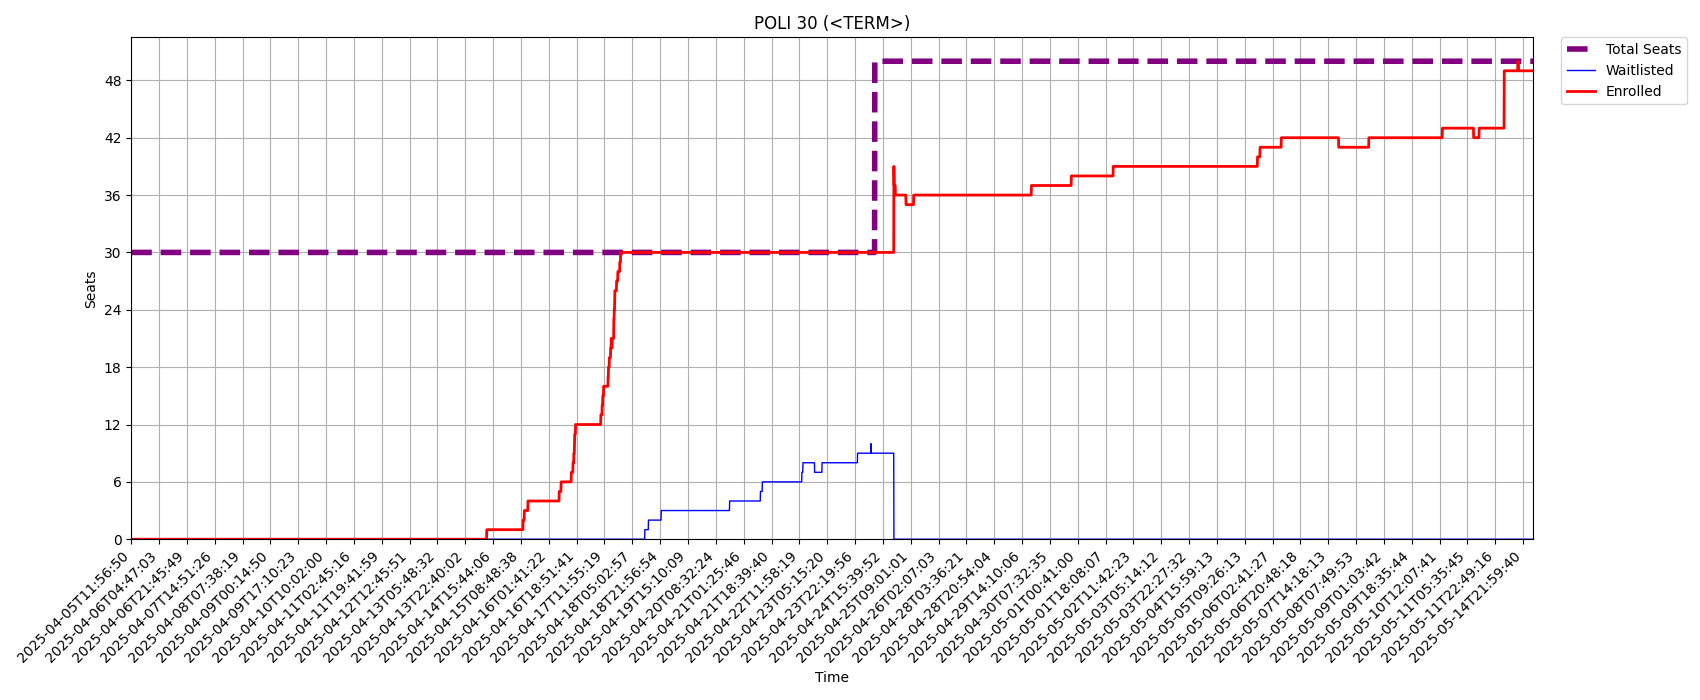 POLI 30 (<TERM>)
Total Seats
Waitlisted
Enrolled
48
42
36
30
24
18
12
6
0
Seats
2025-04-05T11:56:50
2025-04-06T04:47:03
2025-04-06T21:45:49
2025-04-07T14:51:26
2025-04-08T07:38:19
2025-04-09T00:14:50
2025-04-09T17:10:23
2025-04-10T10:02:00
2025-04-11T02:45:16
2025-04-11T19:41:59
2025-04-12T12:45:51
2025-04-13T05:48:32
2025-04-13T22:40:02
2025-04-14T15:44:06
2025-04-15T08:48:38
2025-04-16T01:41:22
2025-04-16T18:51:41
2025-04-17T11:55:19
2025-04-18T05:02:57
2025-04-18T21:56:54
2025-04-19T15:10:09
2025-04-20T08:32:24
2025-04-21T01:25:46
2025-04-21T18:39:40
2025-04-22T11:58:19
2025-04-23T05:15:20
2025-04-23T22:19:56
2025-04-24T15:39:52
2025-04-25T09:01:01
2025-04-26T02:07:03
2025-04-28T03:36:21
2025-04-28T20:54:04
2025-04-29T14:10:06
2025-04-30T07:32:35
2025-05-01T00:41:00
2025-05-01T18:08:07
2025-05-02T11:42:23
2025-05-03T05:14:12
2025-05-03T22:27:32
2025-05-04T15:59:13
2025-05-05T09:26:13
2025-05-06T02:41:27
2025-05-06T20:48:18
2025-05-07T14:18:13
2025-05-08T07:49:53
2025-05-09T01:03:42
2025-05-09T18:35:44
2025-05-10T12:07:41
2025-05-11T05:35:45
2025-05-11T22:49:16
2025-05-14T21:59:40
Time